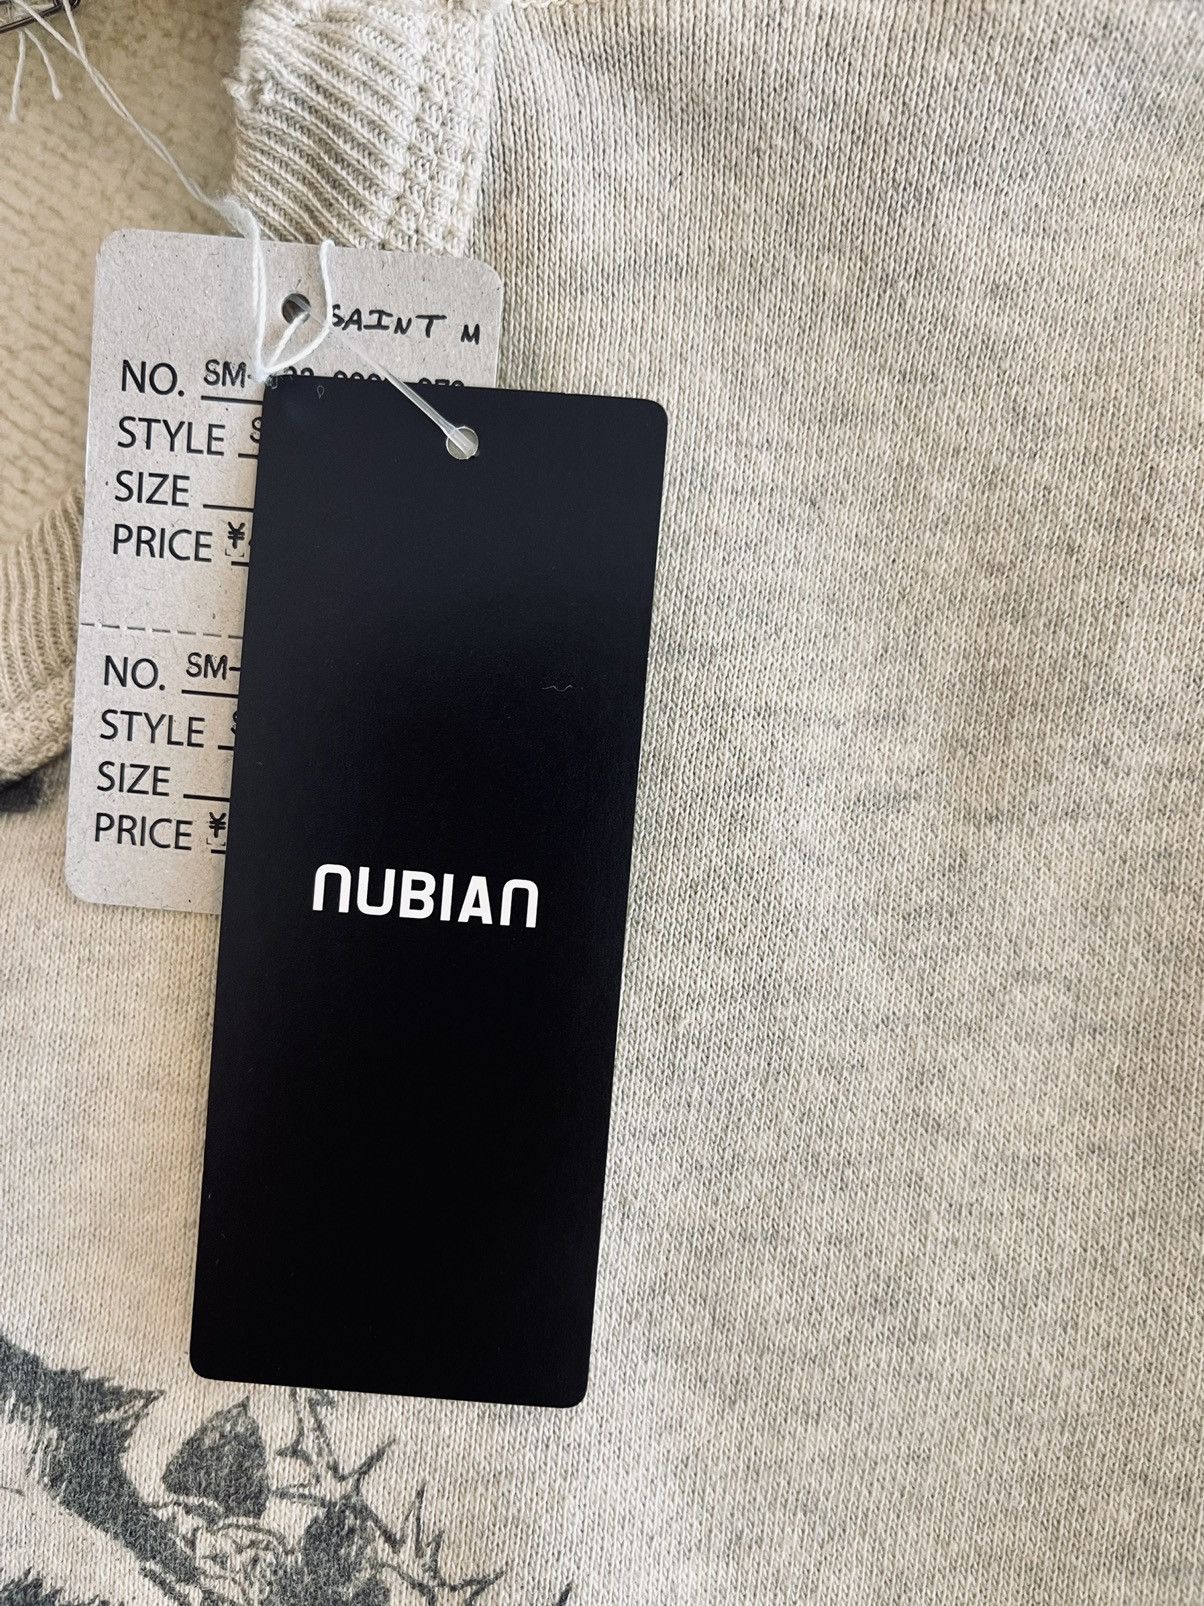 SAINT M
NO. SM-
STYLE S
SIZE
PRICE ¥
NO. SM-
STYLE
SIZE
PRICE ¥
NUBIAN